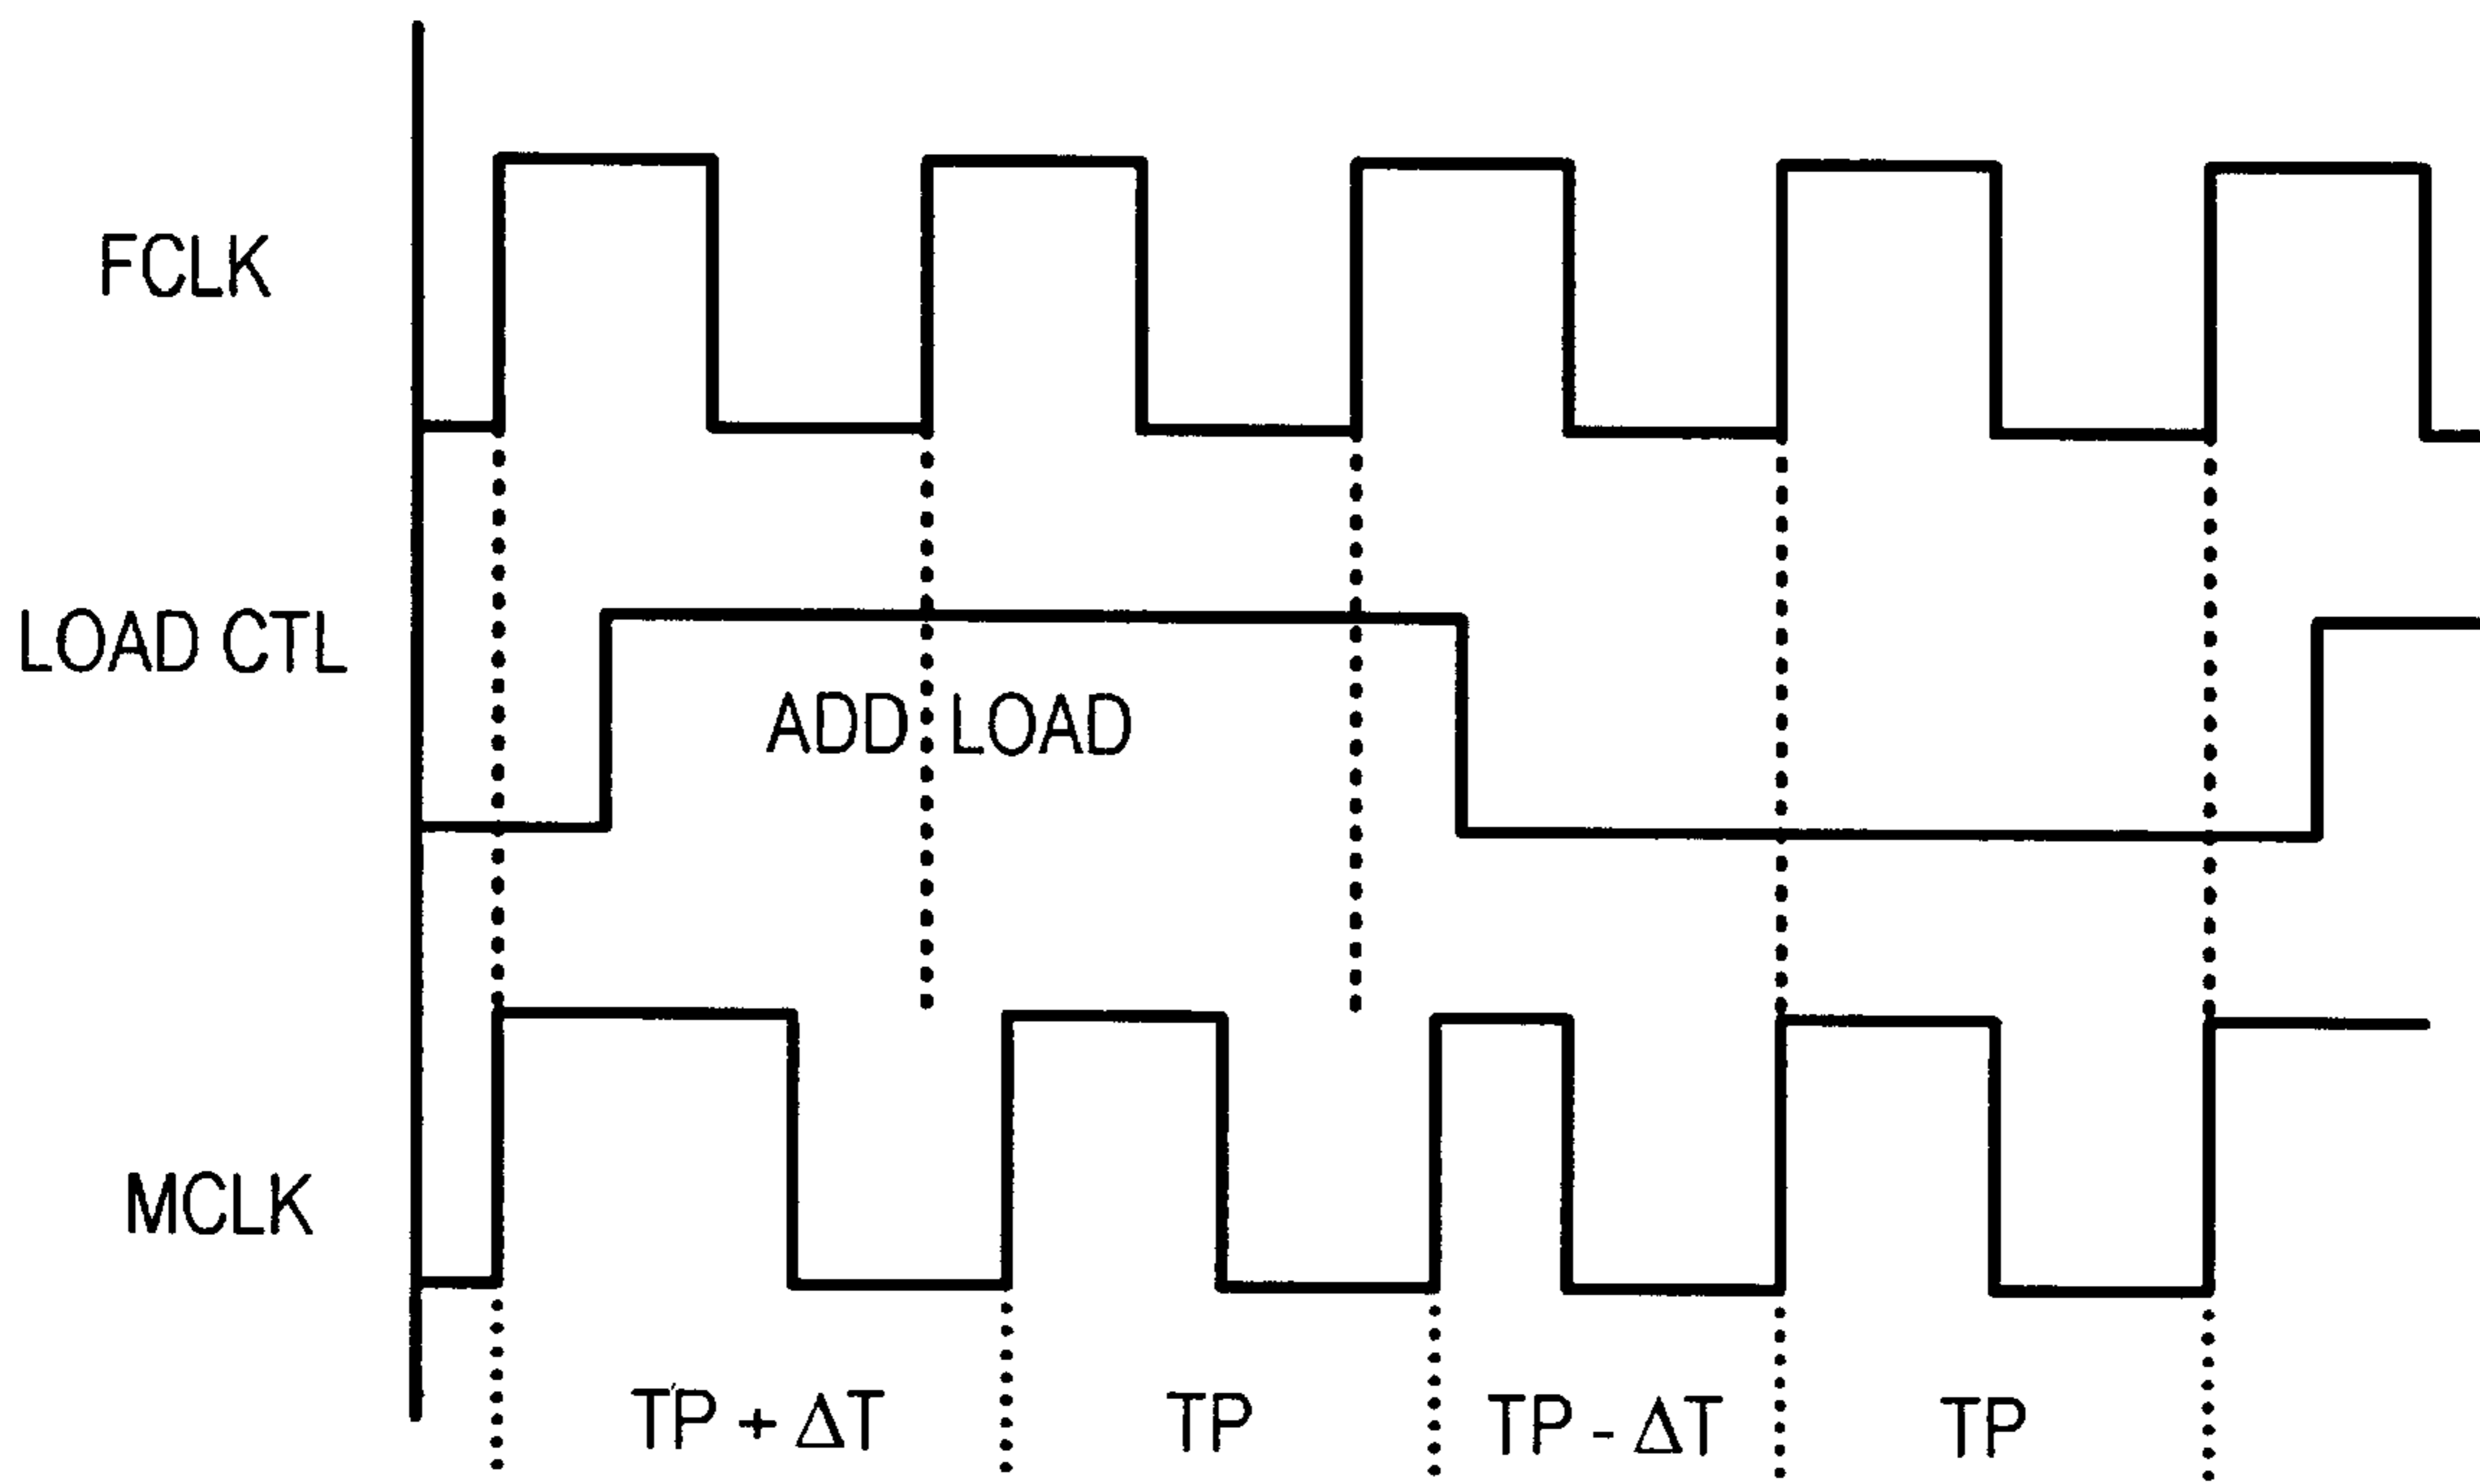 FCLK
LOAD CTL
ADD LOAD
MCLK
TP + ΔT
TP
TP - ΔT
TP